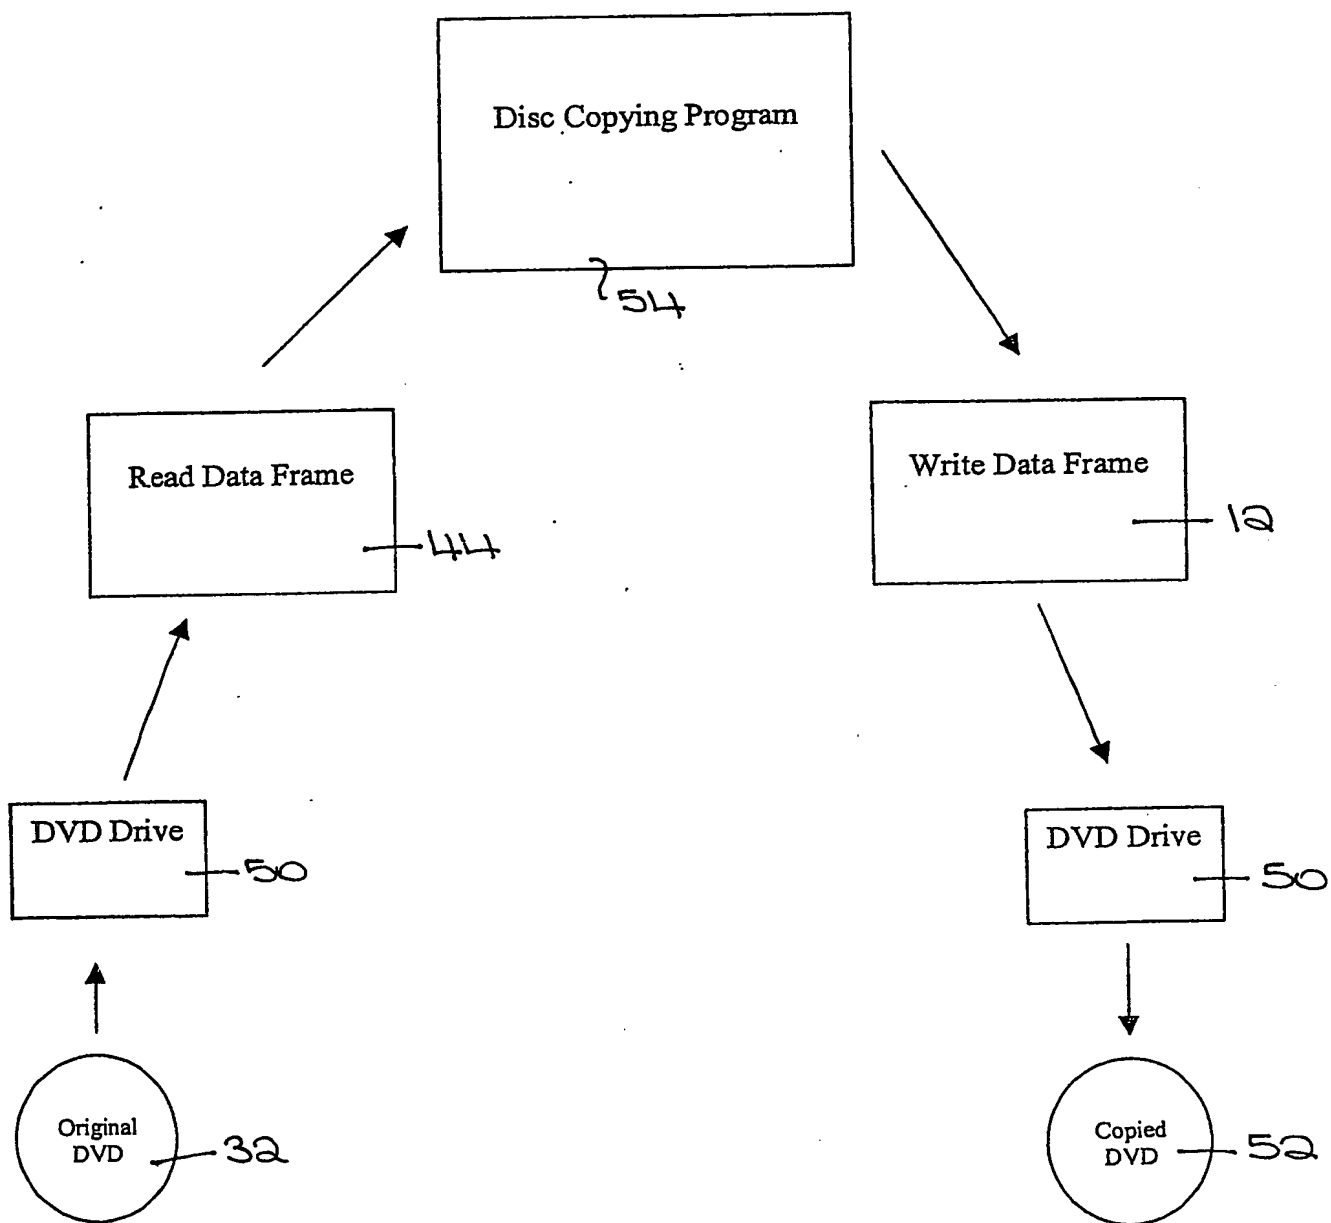 Disc Copying Program
54
Read Data Frame
44
Write Data Frame
12
DVD Drive
50
DVD Drive
50
Original
DVD
32
Copied
DVD
52